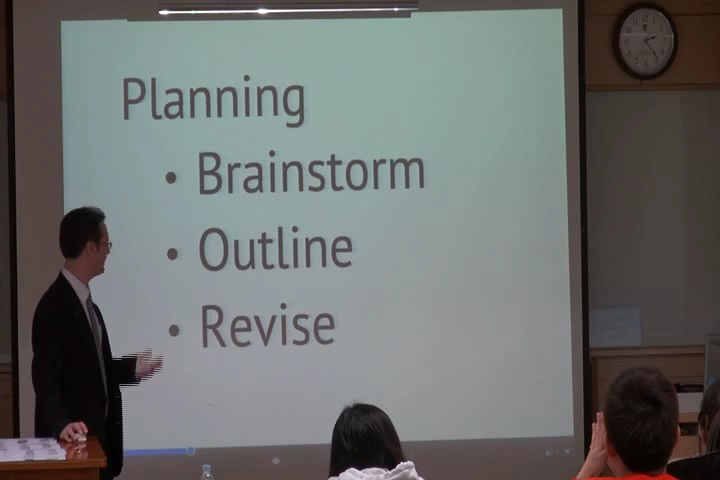 Planning
• Brainstorm
• Outline
• Revise